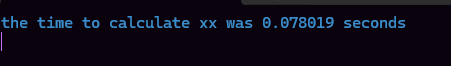 the time to calculate xx was 0.078019 seconds